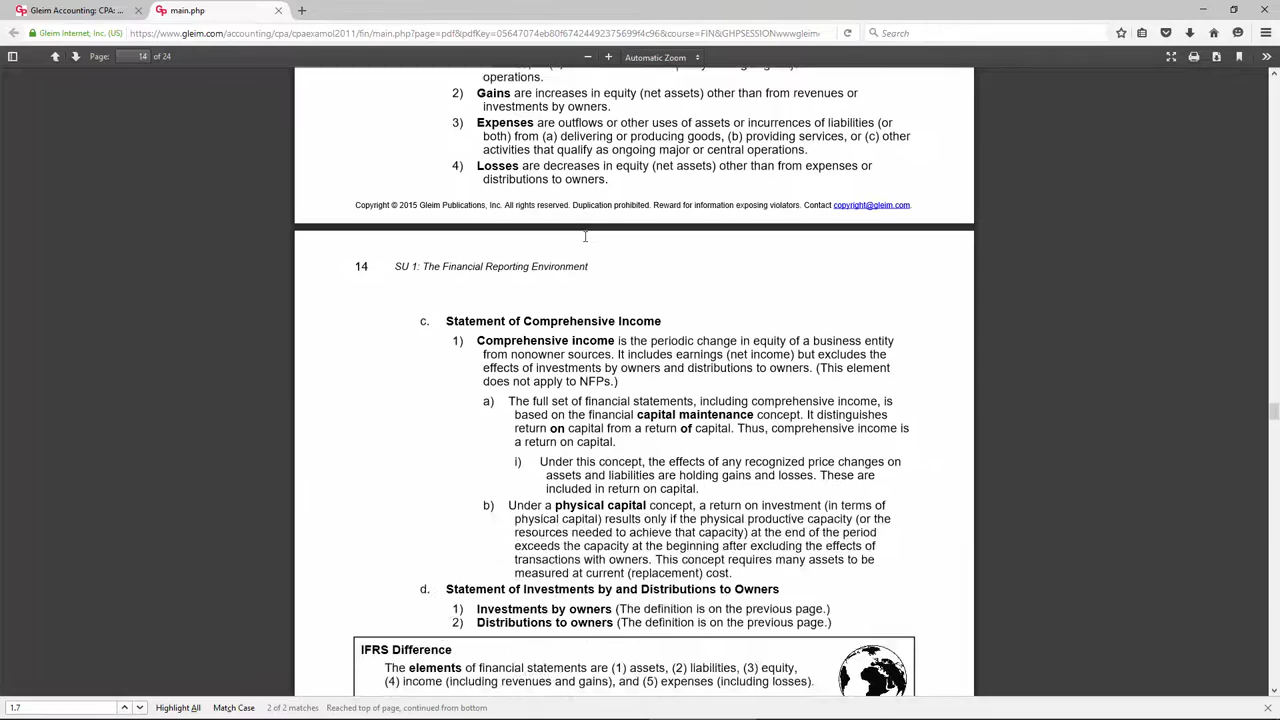 Gleim Accounting: CPA: ...
main.php
Gleim Internet, Inc. (US)
https://www.gleim.com/accounting/cpa/cpaexamol2011/fin/main.php?page=pdf&pdfKey=05647074eb80f67424492375699f4c96&course=FIN&GHPSESSIONwwwgleim
Search
Page: 14 of 24
Automatic Zoom
operations.
2) Gains are increases in equity (net assets) other than from revenues or
investments by owners.
3) Expenses are outflows or other uses of assets or incurrences of liabilities (or
both) from (a) delivering or producing goods, (b) providing services, or (c) other
activities that qualify as ongoing major or central operations.
4) Losses are decreases in equity (net assets) other than from expenses or
distributions to owners.
Copyright © 2015 Gleim Publications, Inc. All rights reserved. Duplication prohibited. Reward for information exposing violators. Contact copyright@gleim.com.
14 SU 1: The Financial Reporting Environment
c. Statement of Comprehensive Income
1) Comprehensive income is the periodic change in equity of a business entity
from nonowner sources. It includes earnings (net income) but excludes the
effects of investments by owners and distributions to owners. (This element
does not apply to NFPs.)
a) The full set of financial statements, including comprehensive income, is
based on the financial capital maintenance concept. It distinguishes
return on capital from a return of capital. Thus, comprehensive income is
a return on capital.
i) Under this concept, the effects of any recognized price changes on
assets and liabilities are holding gains and losses. These are
included in return on capital.
b) Under a physical capital concept, a return on investment (in terms of
physical capital) results only if the physical productive capacity (or the
resources needed to achieve that capacity) at the end of the period
exceeds the capacity at the beginning after excluding the effects of
transactions with owners. This concept requires many assets to be
measured at current (replacement) cost.
d. Statement of Investments by and Distributions to Owners
1) Investments by owners (The definition is on the previous page.)
2) Distributions to owners (The definition is on the previous page.)
IFRS Difference
The elements of financial statements are (1) assets, (2) liabilities, (3) equity,
(4) income (including revenues and gains), and (5) expenses (including losses).
1.7
Highlight All
Match Case
2 of 2 matches
Reached top of page, continued from bottom